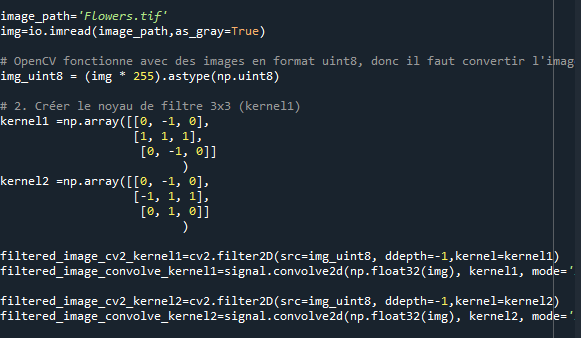 image_path='Flowers.tif'
img=io.imread(image_path,as_gray=True)
# OpenCV fonctionne avec des images en format uint8, donc il faut convertir l'imag
img_uint8 = (img * 255).astype(np.uint8)
# 2. Créer le noyau de filtre 3x3 (kernel1)
kernel1 =np.array([[0, -1, 0],
[1, 1, 1],
[0, -1, 0]]
)
kernel2 =np.array([[0, -1, 0],
[-1, 1, 1],
[0, 1, 0]]
)
filtered_image_cv2_kernel1=cv2.filter2D(src=img_uint8, ddepth=-1,kernel=kernel1)
filtered_image_convolve_kernel1=signal.convolve2d(np.float32(img), kernel1, mode='
filtered_image_cv2_kernel2=cv2.filter2D(src=img_uint8, ddepth=-1,kernel=kernel2)
filtered_image_convolve_kernel2=signal.convolve2d(np.float32(img), kernel2, mode='